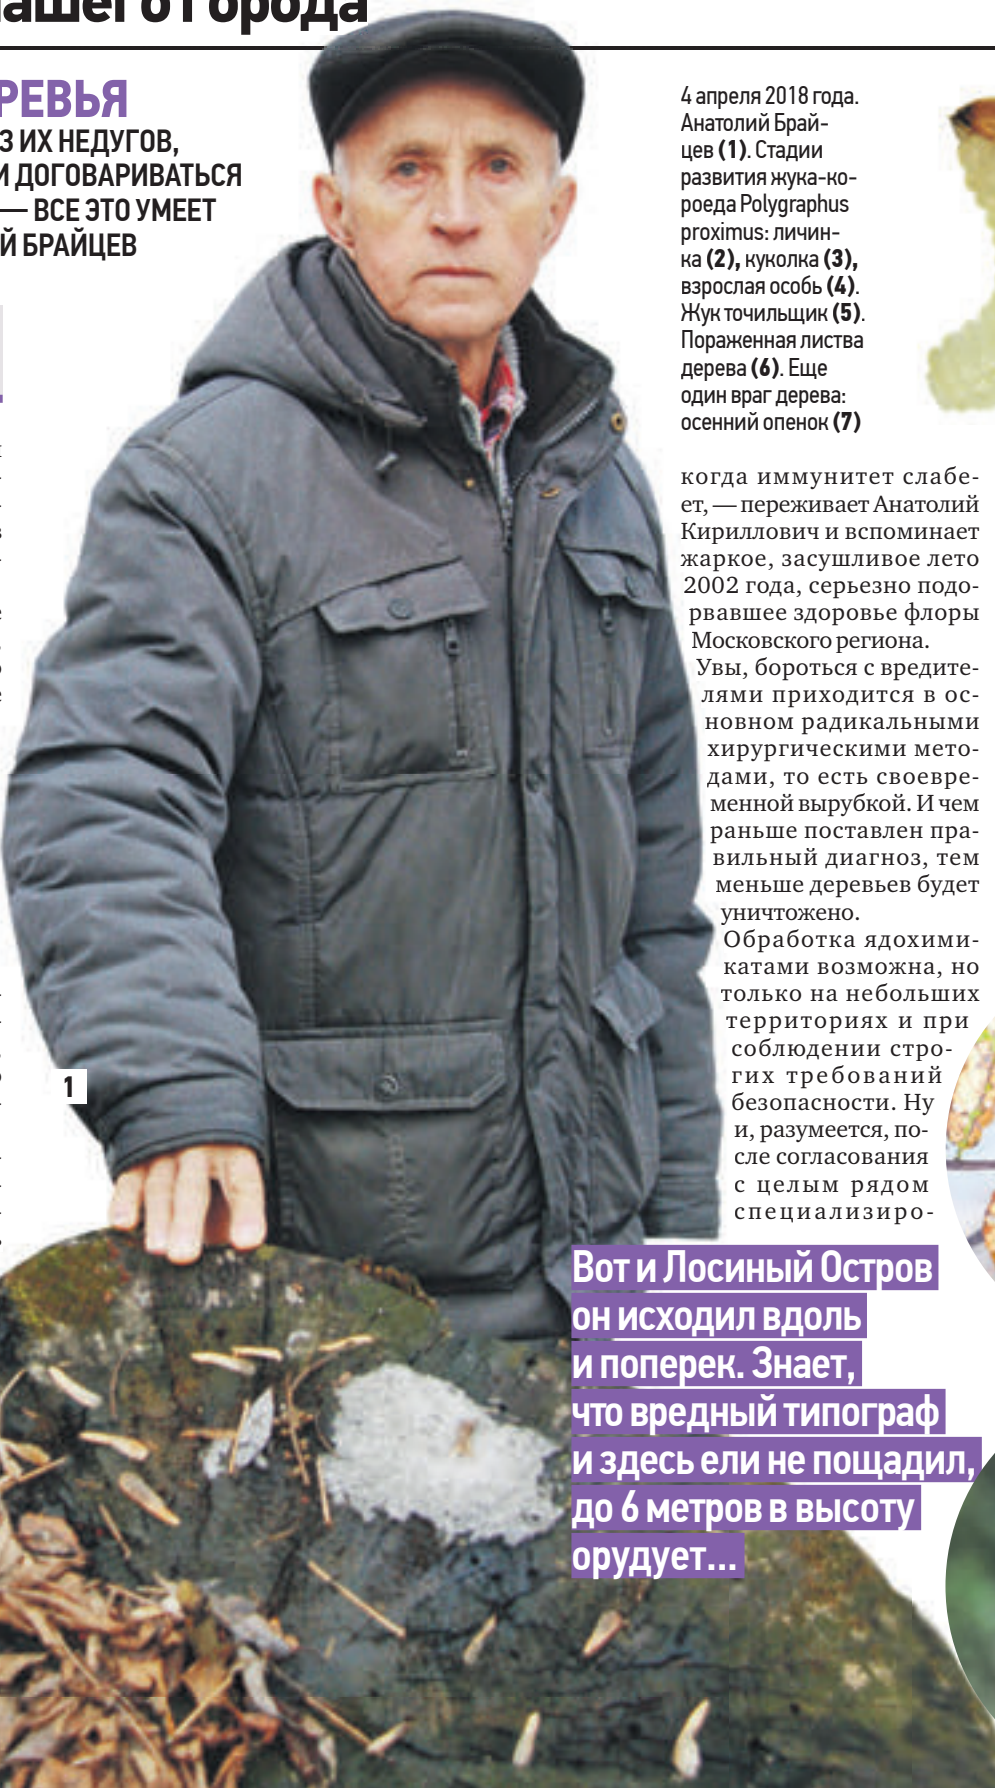 нашего города
РЕВЬЯ
З ИХ НЕДУГОВ,
И ДОГОВАРИВАТЬСЯ
— ВСЕ ЭТО УМЕЕТ
Й БРАЙЦЕВ
4 апреля 2018 года.
Анатолий Брай-
цев (1). Стадии
развития жука-ко-
роеда Polygraphus
proximus: личин-
ка (2), куколка (3),
взрослая особь (4).
Жук точильщик (5).
Пораженная листва
дерева (6). Еще
один враг дерева:
осенний опенок (7)
когда иммунитет слабе-
ет, — переживает Анатолий
Кириллович и вспоминает
жаркое, засушливое лето
2002 года, серьезно подо-
рвавшее здоровье флоры
Московского региона.
Увы, бороться с вредите-
лями приходится в ос-
новном радикальными
хирургическими мето-
дами, то есть своевре-
менной вырубкой. И чем
раньше поставлен пра-
вильный диагноз, тем
меньше деревьев будет
уничтожено.
Обработка ядохими-
катами возможна, но
только на небольших
территориях и при
соблюдении стро-
гих требований
безопасности. Ну
и, разумеется, по-
сле согласования
с целым рядом
специализиро-
1
Вот и Лосиный Остров
он исходил вдоль
и поперек. Знает,
что вредный типограф
и здесь ели не пощадил,
до 6 метров в высоту
орудует...